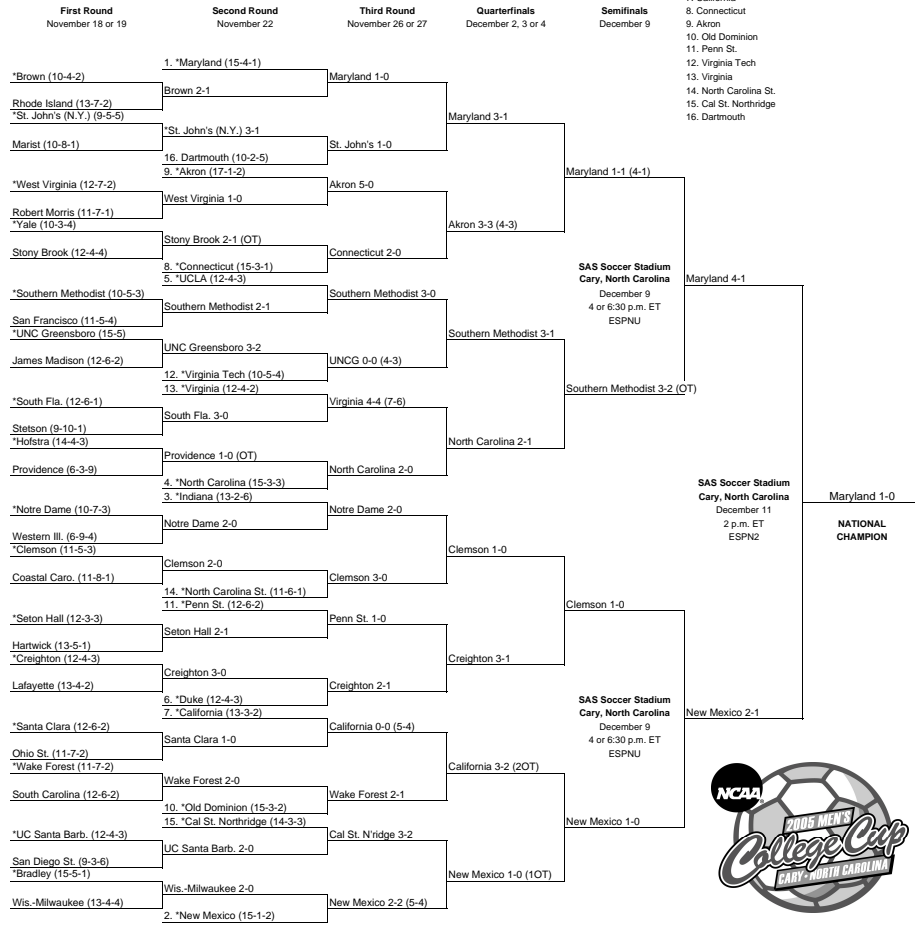 First Round
November 18 or 19
Second Round
November 22
Third Round
November 26 or 27
Quarterfinals
December 2, 3 or 4
Semifinals
December 9
8. Connecticut
9. Akron
10. Old Dominion
11. Penn St.
12. Virginia Tech
13. Virginia
14. North Carolina St.
15. Cal St. Northridge
16. Dartmouth
*Brown (10-4-2)
Rhode Island (13-7-2)
*St. John's (N.Y.) (9-5-5)
Marist (10-8-1)
*West Virginia (12-7-2)
Robert Morris (11-7-1)
*Yale (10-3-4)
Stony Brook (12-4-4)
*Southern Methodist (10-5-3)
San Francisco (11-5-4)
*UNC Greensboro (15-5)
James Madison (12-6-2)
*South Fla. (12-6-1)
Stetson (9-10-1)
*Hofstra (14-4-3)
Providence (6-3-9)
*Notre Dame (10-7-3)
Western Ill. (6-9-4)
*Clemson (11-5-3)
Coastal Caro. (11-8-1)
*Seton Hall (12-3-3)
Hartwick (13-5-1)
*Creighton (12-4-3)
Lafayette (13-4-2)
*Santa Clara (12-6-2)
Ohio St. (11-7-2)
*Wake Forest (11-7-2)
South Carolina (12-6-2)
*UC Santa Barb. (12-4-3)
San Diego St. (9-3-6)
*Bradley (15-5-1)
Wis.-Milwaukee (13-4-4)
1. *Maryland (15-4-1)
Brown 2-1
*St. John's (N.Y.) 3-1
16. Dartmouth (10-2-5)
9. *Akron (17-1-2)
West Virginia 1-0
Stony Brook 2-1 (OT)
8. *Connecticut (15-3-1)
5. *UCLA (12-4-3)
Southern Methodist 2-1
UNC Greensboro 3-2
12. *Virginia Tech (10-5-4)
13. *Virginia (12-4-2)
South Fla. 3-0
Providence 1-0 (OT)
4. *North Carolina (15-3-3)
3. *Indiana (13-2-6)
Notre Dame 2-0
Clemson 2-0
14. *North Carolina St. (11-6-1)
11. *Penn St. (12-6-2)
Seton Hall 2-1
Creighton 3-0
6. *Duke (12-4-3)
7. *California (13-3-2)
Santa Clara 1-0
Wake Forest 2-0
10. *Old Dominion (15-3-2)
15. *Cal St. Northridge (14-3-3)
UC Santa Barb. 2-0
Wis.-Milwaukee 2-0
2. *New Mexico (15-1-2)
Maryland 1-0
St. John's 1-0
Akron 5-0
Connecticut 2-0
Southern Methodist 3-0
UNCG 0-0 (4-3)
Virginia 4-4 (7-6)
North Carolina 2-0
Notre Dame 2-0
Clemson 3-0
Penn St. 1-0
Creighton 2-1
California 0-0 (5-4)
Wake Forest 2-1
Cal St. N'ridge 3-2
New Mexico 2-2 (5-4)
Maryland 3-1
Akron 3-3 (4-3)
Southern Methodist 3-1
North Carolina 2-1
Clemson 1-0
Creighton 3-1
California 3-2 (2OT)
New Mexico 1-0 (1OT)
Maryland 1-1 (4-1)
SAS Soccer Stadium
Cary, North Carolina
December 9
4 or 6:30 p.m. ET
ESPNU
Southern Methodist 3-2 (OT)
Clemson 1-0
SAS Soccer Stadium
Cary, North Carolina
December 9
4 or 6:30 p.m. ET
ESPNU
New Mexico 1-0
Maryland 4-1
SAS Soccer Stadium
Cary, North Carolina
December 11
2 p.m. ET
ESPN2
New Mexico 2-1
Maryland 1-0
NATIONAL
CHAMPION
NCAA
2005 MEN'S
College Cup
CARY • NORTH CAROLINA